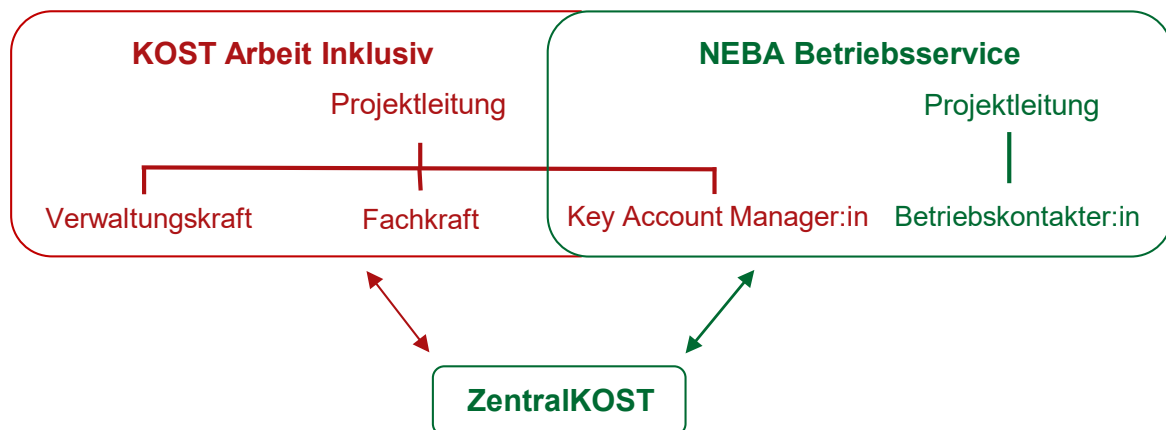 KOST Arbeit Inklusiv
Projektleitung
Verwaltungskraft
Fachkraft
Key Account Manager:in
NEBA Betriebsservice
Projektleitung
Betriebskontakter:in
ZentralKOST